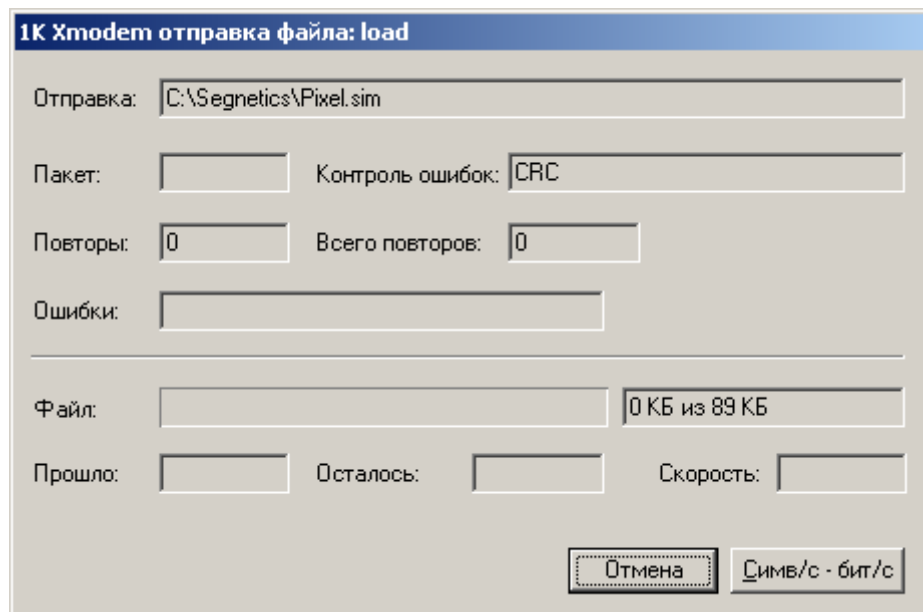 1K Xmodem отправка файла: load
Отправка: C:\Segnetics\Pixel.sim
Пакет: Контроль ошибок: CRC
Повторы: 0 Всего повторов: 0
Ошибки:
Файл: 0 КБ из 89 КБ
Прошло: Осталось: Скорость:
Отмена Симв/с - бит/с